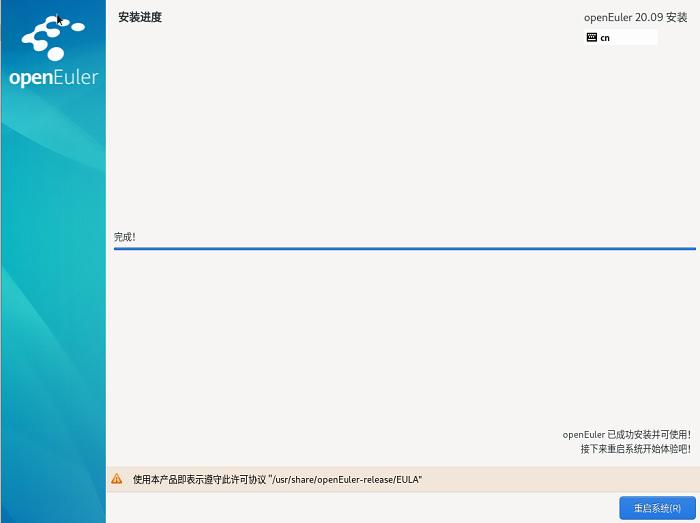 安装进度
openEuler 20.09 安装
cn
openEuler
完成!
openEuler 已成功安装并可使用!
接下来重启系统开始体验吧!
使用本产品即表示遵守此许可协议 "/usr/share/openEuler-release/EULA"
重启系统(R)